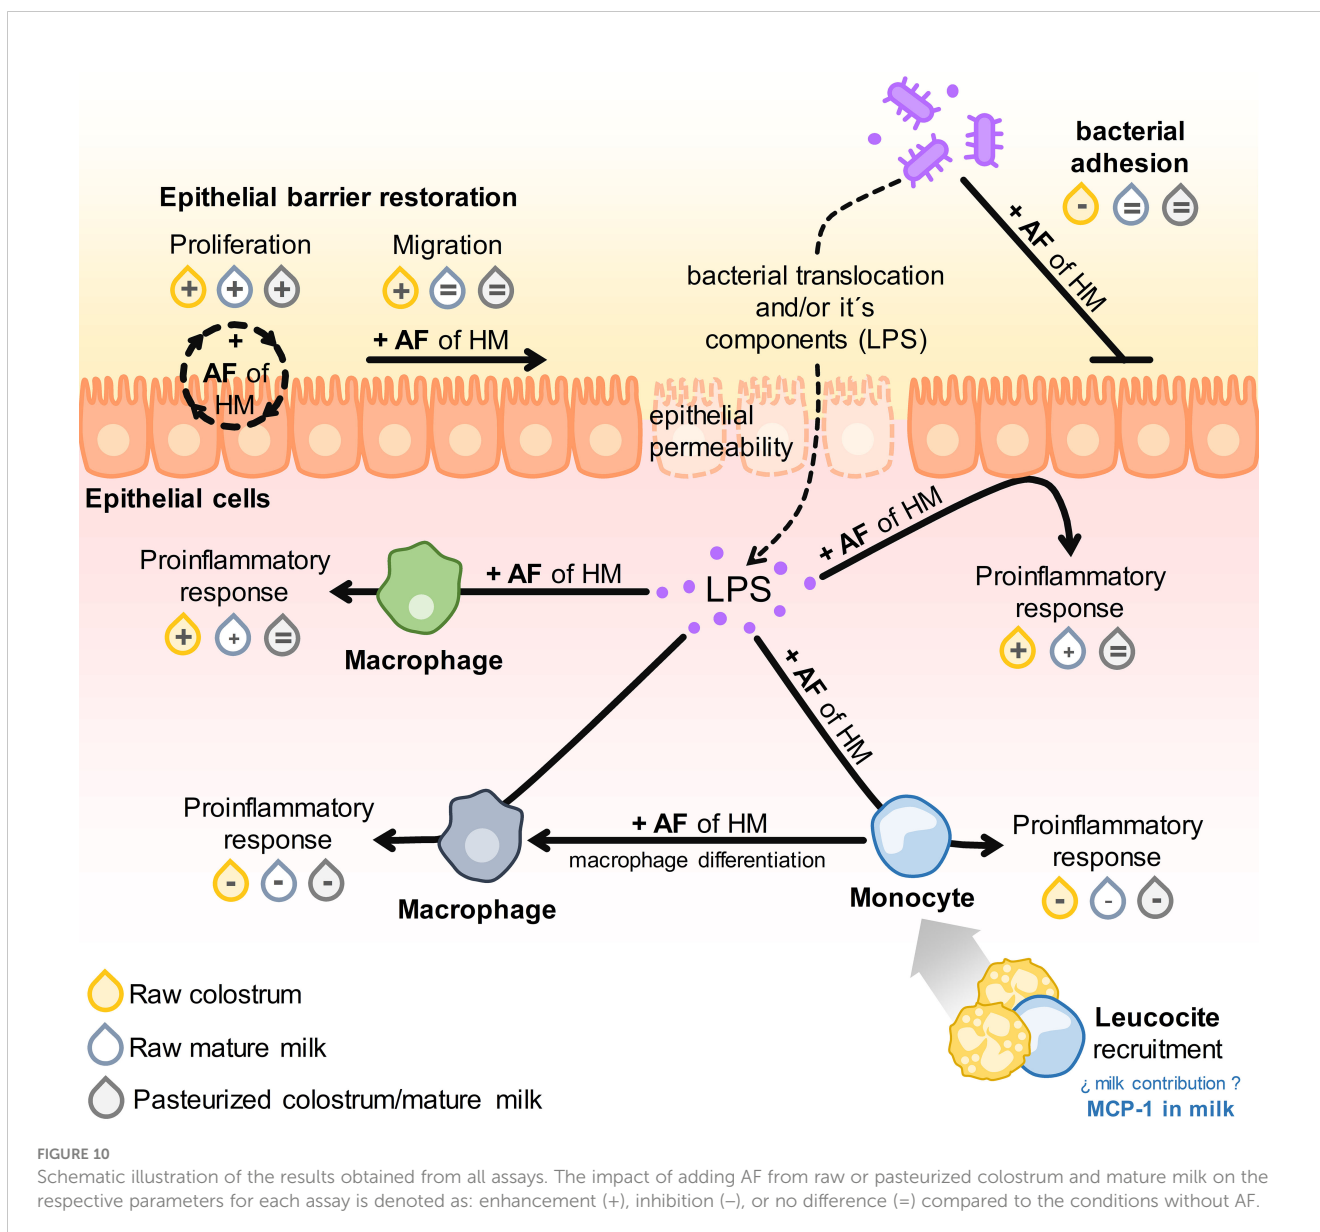 bacterial
adhesion
-
=
=
Epithelial barrier restoration
Proliferation
Migration
+
+
+
+
=
=
+
AF of
HM
+ AF of HM
+ AF of HM
bacterial translocation
and/or it´s
components (LPS)
epithelial
permeability
Epithelial cells
Proinflammatory
response
+
+
=
Macrophage
+ AF of HM
LPS
+ AF of HM
Proinflammatory
response
+
+
=
+ AF of HM
Proinflammatory
response
-
-
-
Macrophage
+ AF of HM
macrophage differentiation
Monocyte
Proinflammatory
response
-
-
-
Raw colostrum
Raw mature milk
Pasteurized colostrum/mature milk
Leucocite
recruitment
¿ milk contribution ?
MCP-1 in milk
FIGURE 10
Schematic illustration of the results obtained from all assays. The impact of adding AF from raw or pasteurized colostrum and mature milk on the
respective parameters for each assay is denoted as: enhancement (+), inhibition (–), or no difference (=) compared to the conditions without AF.